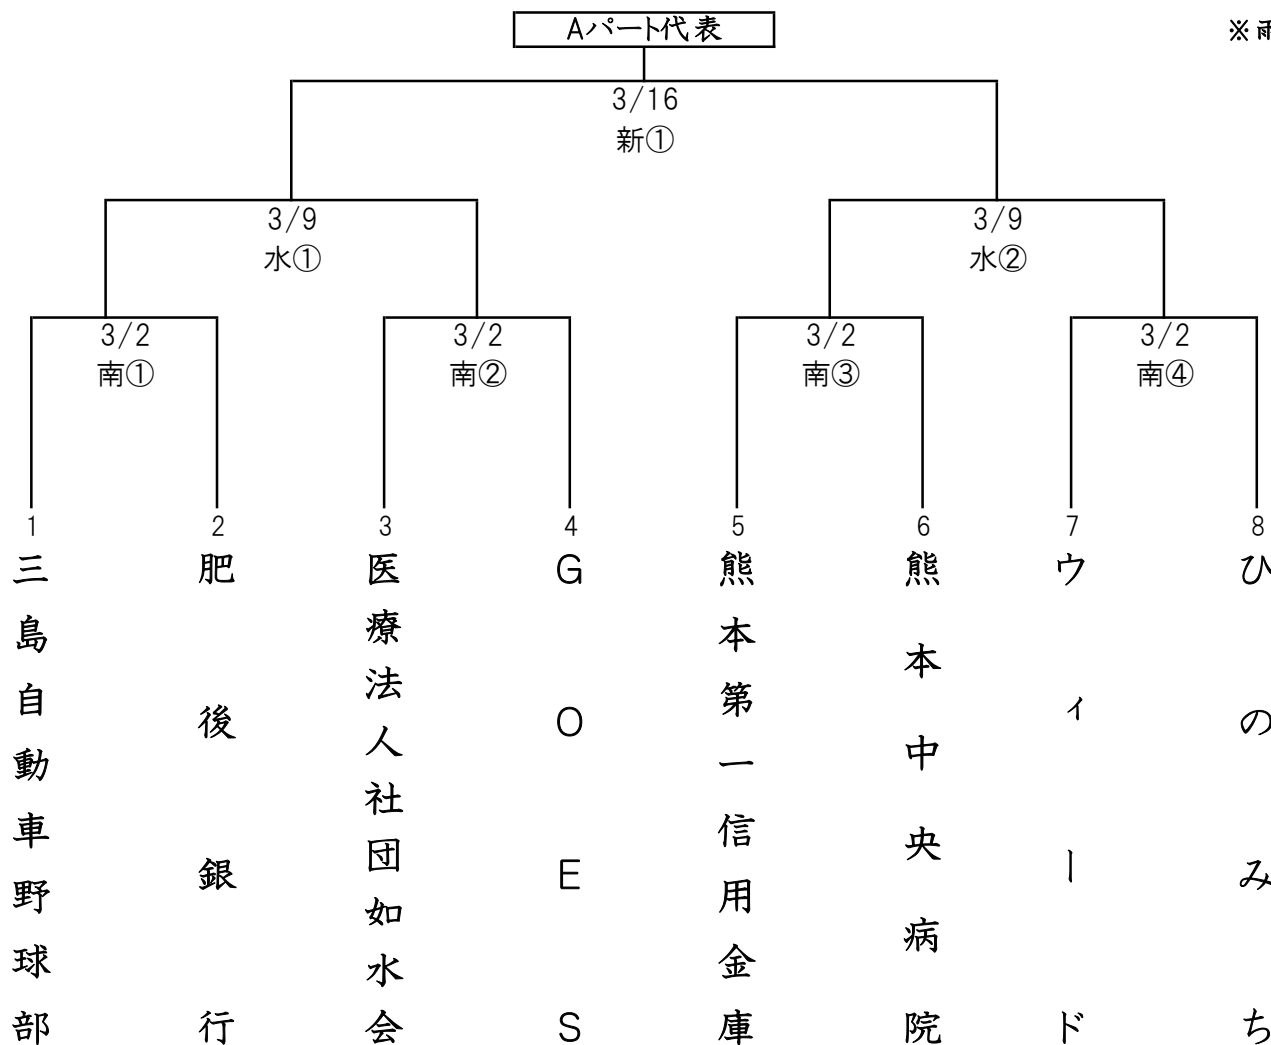 Aパート代表
※雨
3/16
新①
3/9
水①
3/9
水②
3/2
南①
3/2
南②
3/2
南③
3/2
南④
1
2
3
4
5
6
7
8
三島自動車野球部
肥後銀行
医療法人社団如水会
GOES
熊本第一信用金庫
熊本中央病院
ウィード
ひのみち